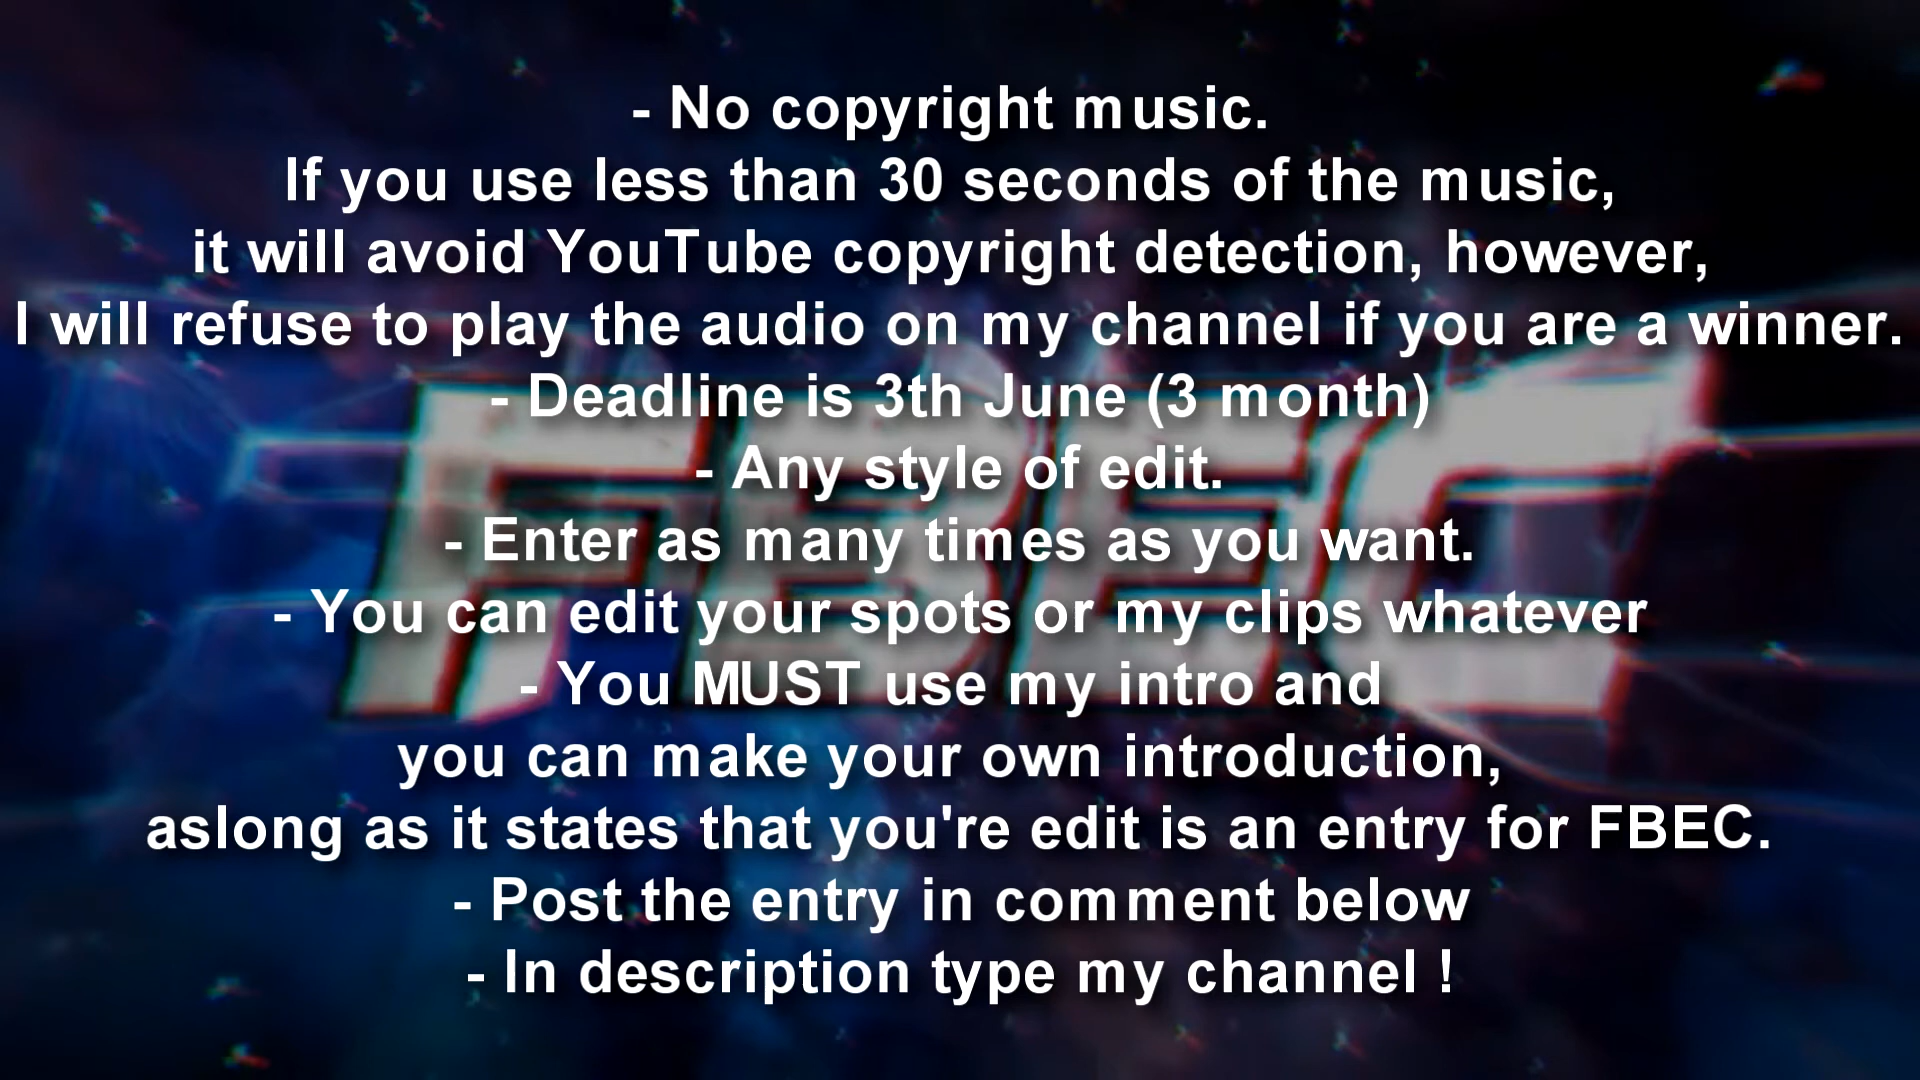 - No copyright music.
If you use less than 30 seconds of the music,
it will avoid YouTube copyright detection, however,
I will refuse to play the audio on my channel if you are a winner.
- Deadline is 3th June (3 month)
- Any style of edit.
- Enter as many times as you want.
- You can edit your spots or my clips whatever
- You MUST use my intro and
you can make your own introduction,
aslong as it states that you're edit is an entry for FBEC.
- Post the entry in comment below
- In description type my channel !
FBEC